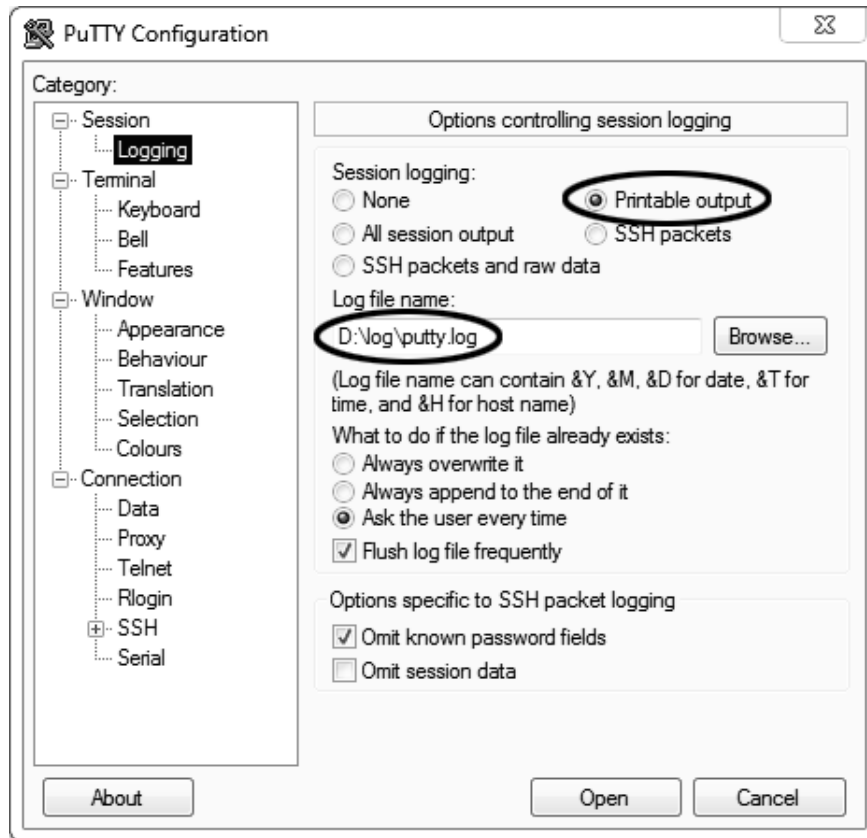 PuTTY Configuration
Category:
Session
Logging
Terminal
Keyboard
Bell
Features
Window
Appearance
Behaviour
Translation
Selection
Colours
Connection
Data
Proxy
Telnet
Rlogin
SSH
Serial
Options controlling session logging
Session logging:
None
Printable output
All session output
SSH packets
SSH packets and raw data
Log file name:
D:\log\putty.log
Browse...
(Log file name can contain &Y, &M, &D for date, &T for
time, and &H for host name)
What to do if the log file already exists:
Always overwrite it
Always append to the end of it
Ask the user every time
Flush log file frequently
Options specific to SSH packet logging
Omit known password fields
Omit session data
About
Open
Cancel